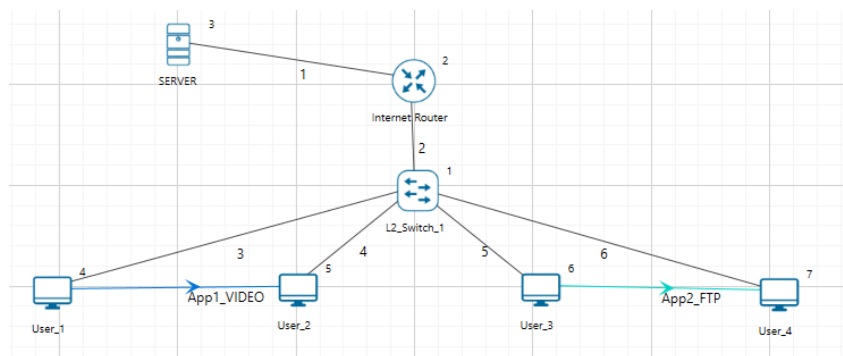 3
SERVER
1
2
Internet Router
2
1
L2_Switch_1
3
4
5
6
4
User_1
App1_VIDEO
5
User_2
6
User_3
App2_FTP
7
User_4